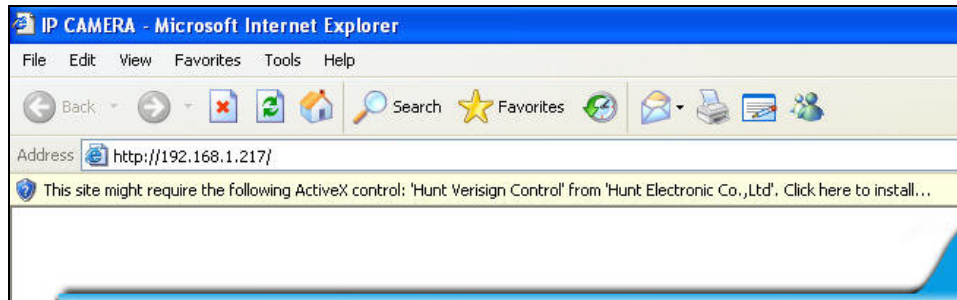 IP CAMERA - Microsoft Internet Explorer
File Edit View Favorites Tools Help
Back Search Favorites
Address http://192.168.1.217/
This site might require the following ActiveX control: 'Hunt Verisign Control' from 'Hunt Electronic Co.,Ltd'. Click here to install...